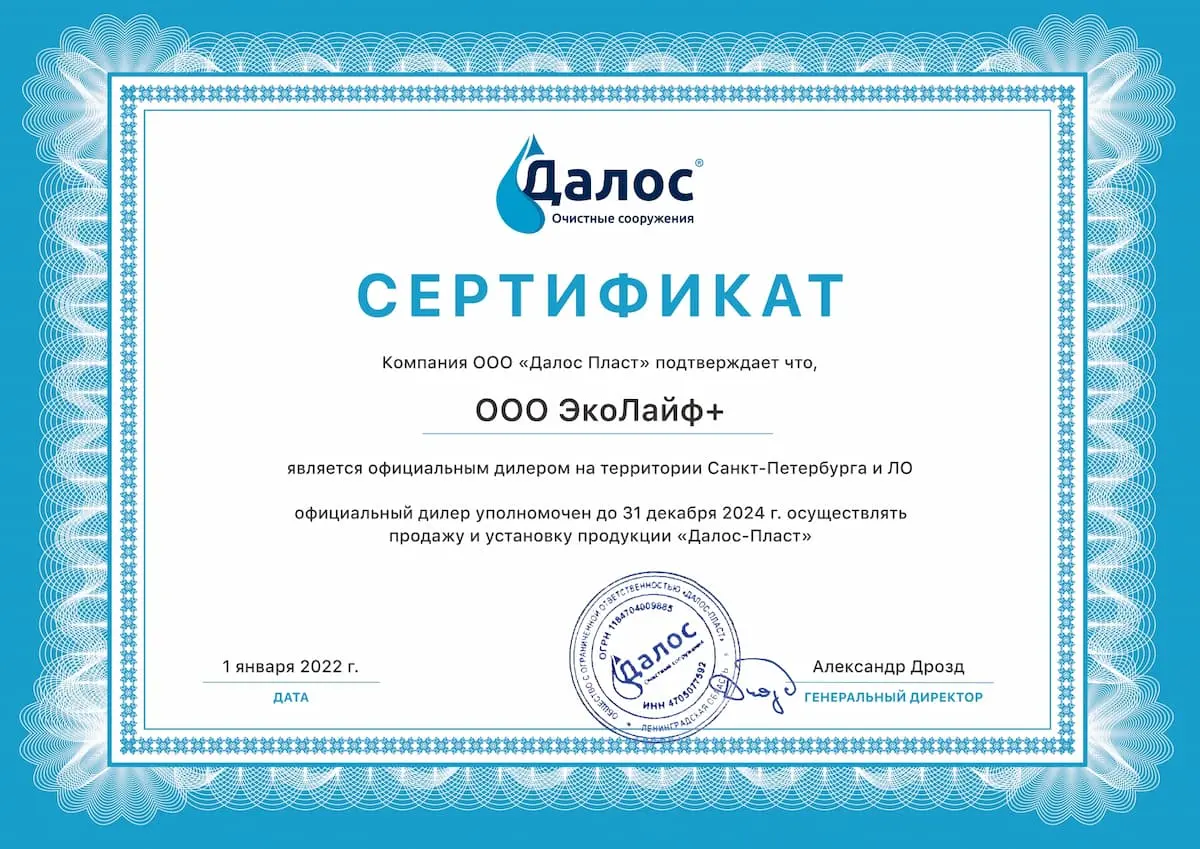 Далос®
Очистные сооружения
СЕРТИФИКАТ
Компания ООО «Далос Пласт» подтверждает что,
ООО ЭкоЛайф+
является официальным дилером на территории Санкт-Петербурга и ЛО
официальный дилер уполномочен до 31 декабря 2024 г. осуществлять
продажу и установку продукции «Далос-Пласт»
ОБЩЕСТВО С ОГРАНИЧЕННОЙ ОТВЕТСТВЕННОСТЬЮ «ДАЛОС-ПЛАСТ»
ОГРН 1184704009885
Далос
Очистные сооружения
ИНН 4705077592
ЛЕНИНГРАДСКАЯ ОБЛАСТЬ
1 января 2022 г.
ДАТА
Александр Дрозд
ГЕНЕРАЛЬНЫЙ ДИРЕКТОР